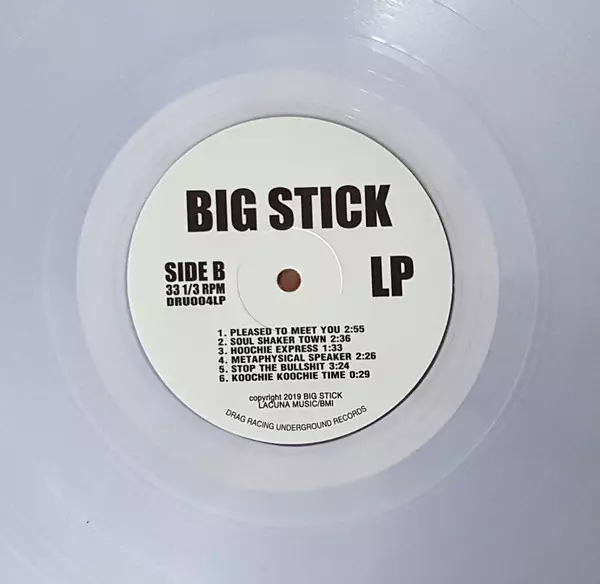 BIG STICK
SIDE B
33 1/3 RPM
DRU004LP
LP
1. PLEASED TO MEET YOU 2:55
2. SOUL SHAKER TOWN 2:36
3. HOOCHIE EXPRESS 1:33
4. METAPHYSICAL SPEAKER 2:26
5. STOP THE BULLSHIT 3:24
6. KOOCHIE KOOCHIE TIME 0:29
copyright 2019 BIG STICK
LACUNA MUSIC/BMI
DRAG RACING UNDERGROUND RECORDS